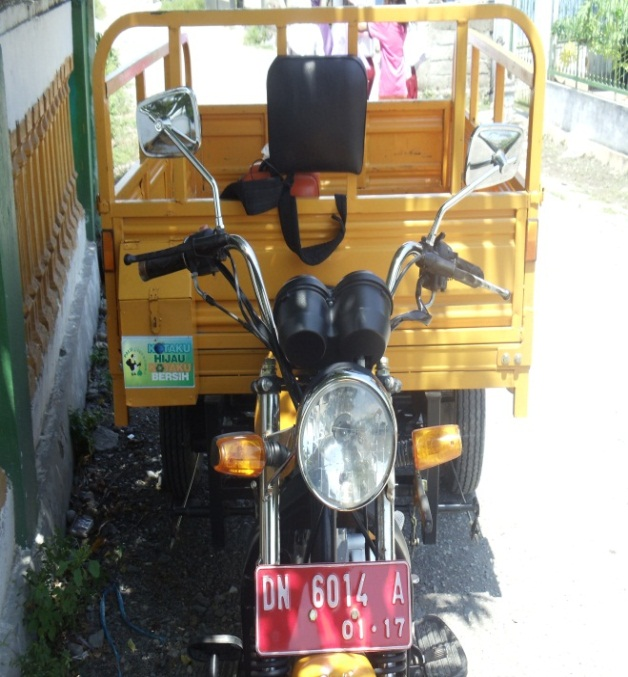 KOTAKU
HIJAU
KOTAKU
BERSIH
DN 6014 A
01·17